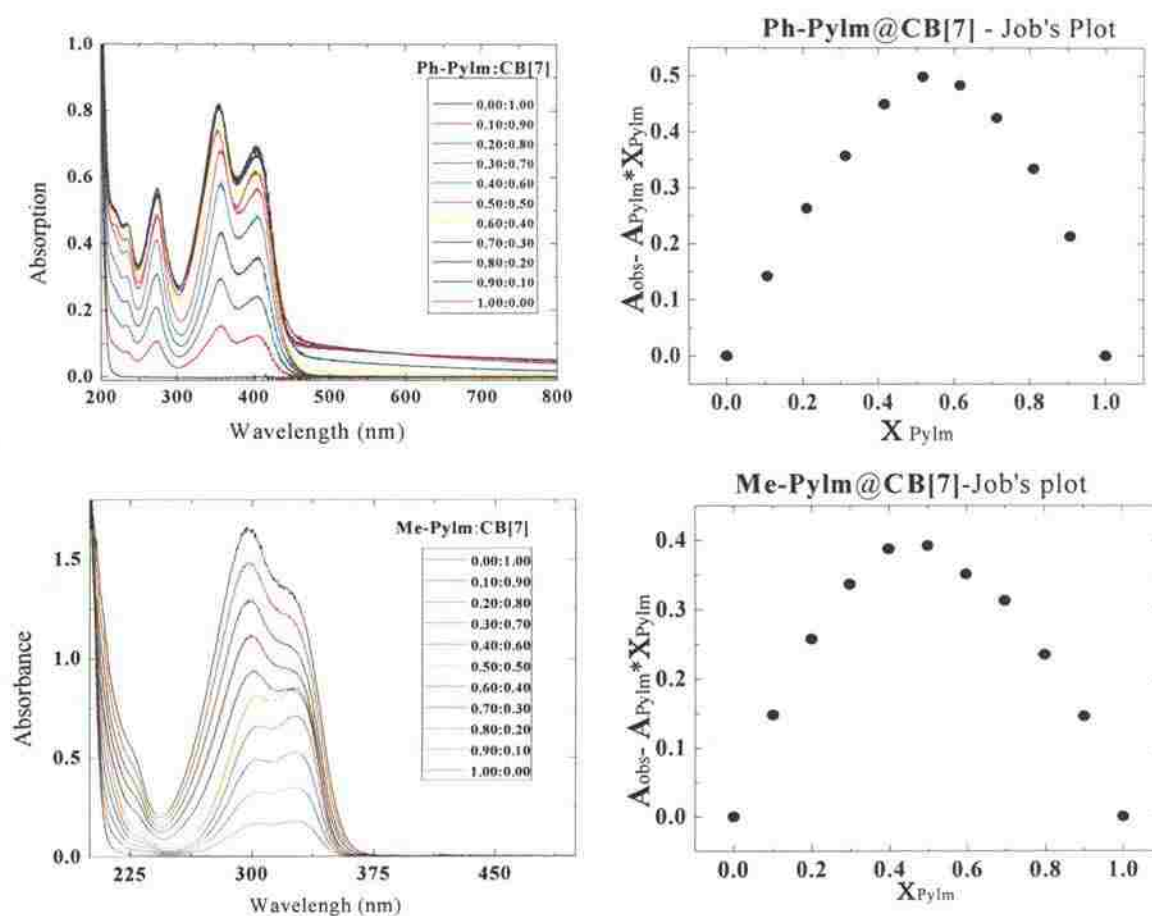 Ph-Pylm@CB[7] - Job's Plot
1.0
0.8
0.6
0.4
0.2
0.0
Absorption
Ph-Pylm:CB[7]
0.00:1.00
0.10:0.90
0.20:0.80
0.30:0.70
0.40:0.60
0.50:0.50
0.60:0.40
0.70:0.30
0.80:0.20
0.90:0.10
1.00:0.00
200 300 400 500 600 700 800
Wavelength (nm)
0.5
0.4
0.3
0.2
0.1
0.0
Aobs- APylm*XPylm
0.0 0.2 0.4 0.6 0.8 1.0
X Pylm
Me-Pylm@CB[7]-Job's plot
1.5
1.0
0.5
0.0
Absorbance
Me-Pylm:CB[7]
0.00:1.00
0.10:0.90
0.20:0.80
0.30:0.70
0.40:0.60
0.50:0.50
0.60:0.40
0.70:0.30
0.80:0.20
0.90:0.10
1.00:0.00
225 300 375 450
Wavelengh (nm)
0.4
0.3
0.2
0.1
0.0
Aobs- APylm*XPylm
0.0 0.2 0.4 0.6 0.8 1.0
XPylm